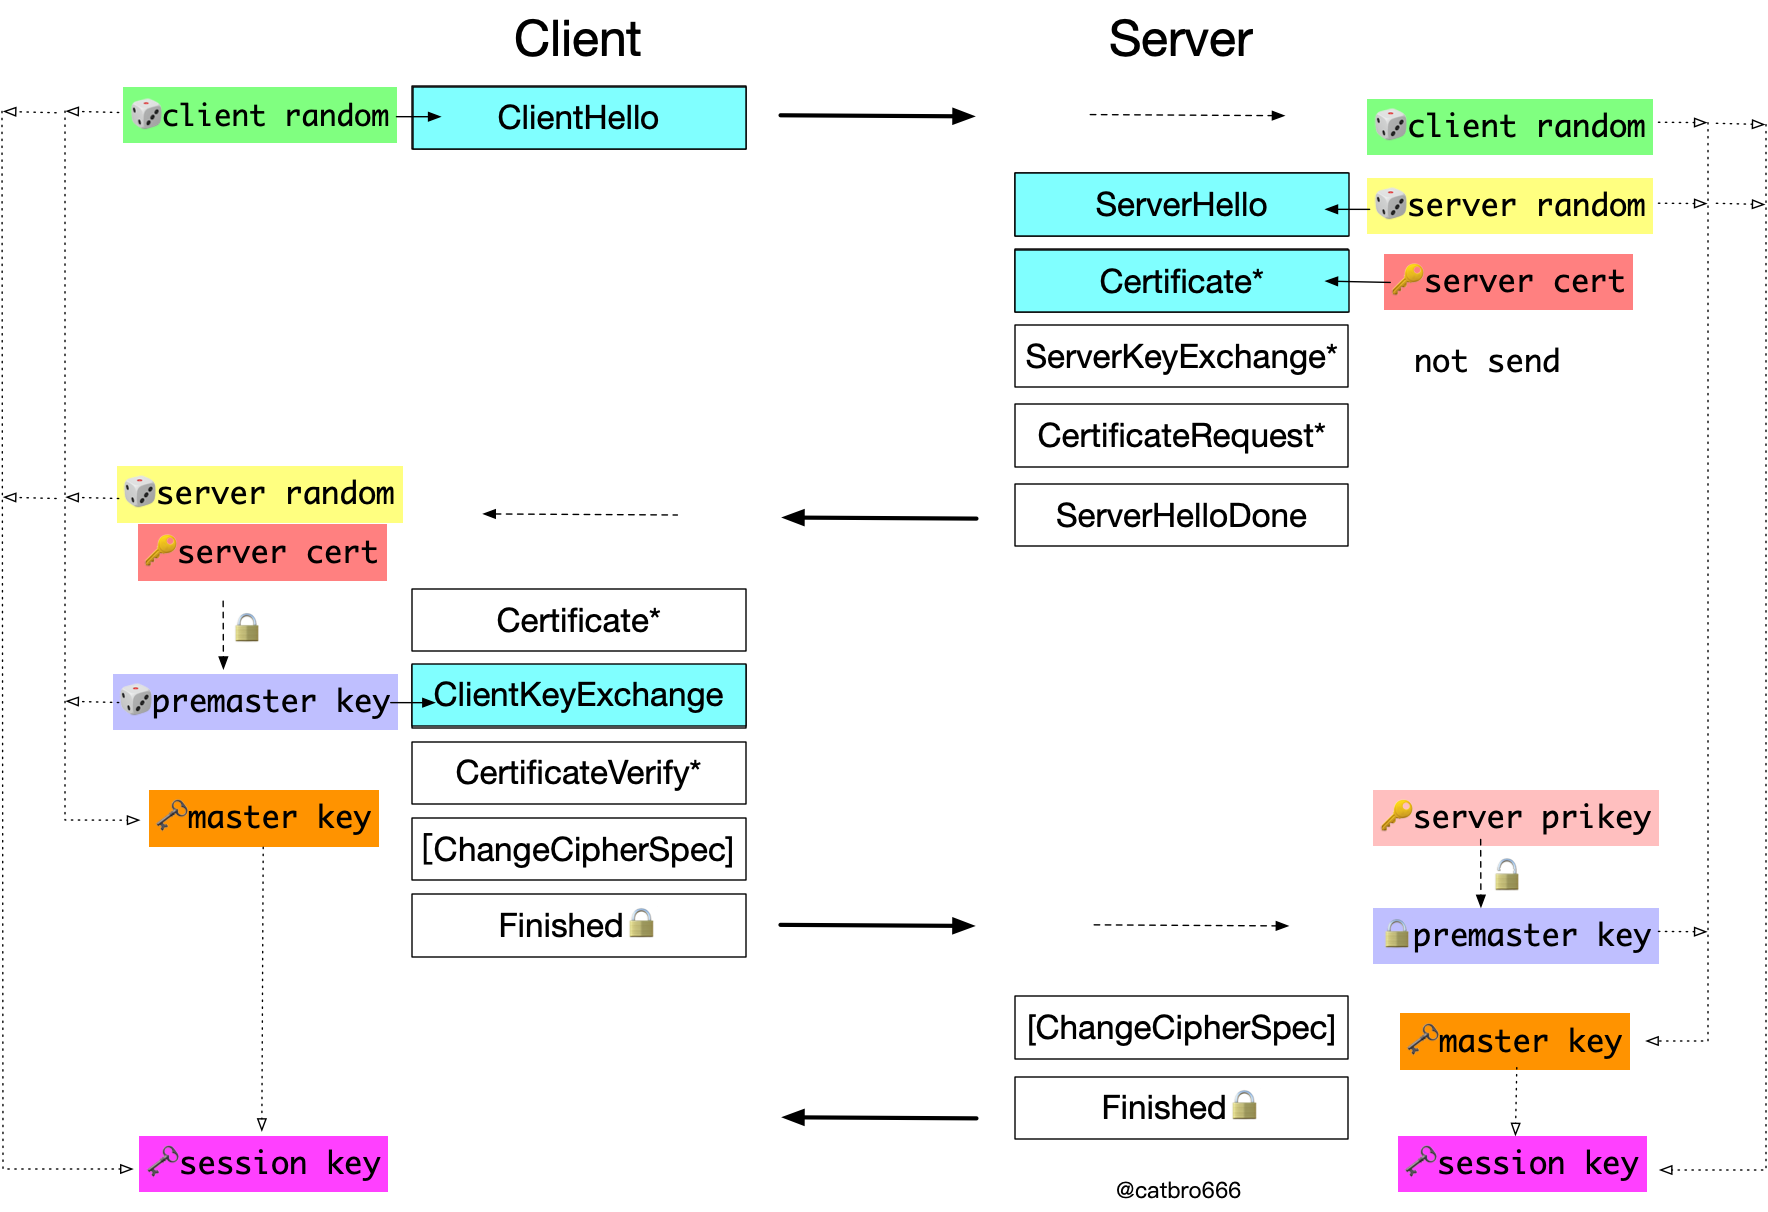 Client
Server
client random
ClientHello
client random
ServerHello
server random
Certificate*
server cert
ServerKeyExchange*
not send
CertificateRequest*
server random
ServerHelloDone
server cert
Certificate*
premaster key
ClientKeyExchange
CertificateVerify*
master key
server prikey
[ChangeCipherSpec]
Finished
premaster key
[ChangeCipherSpec]
master key
Finished
session key
session key
@catbro666